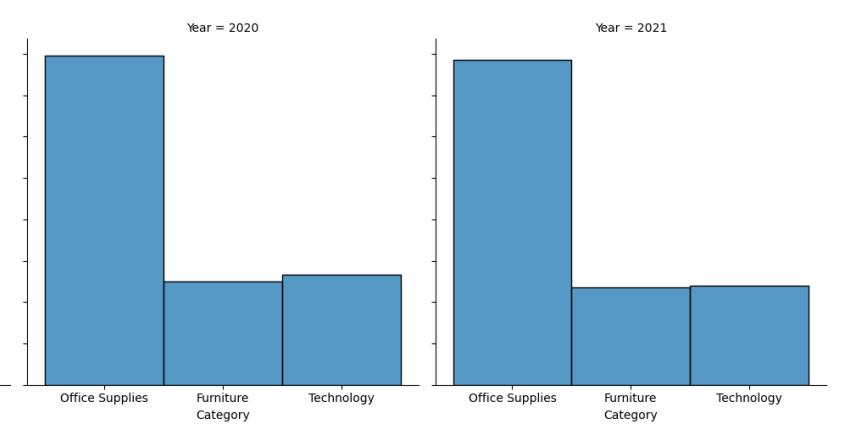 Year = 2020
Office Supplies Furniture Technology
Category
Year = 2021
Office Supplies Furniture Technology
Category